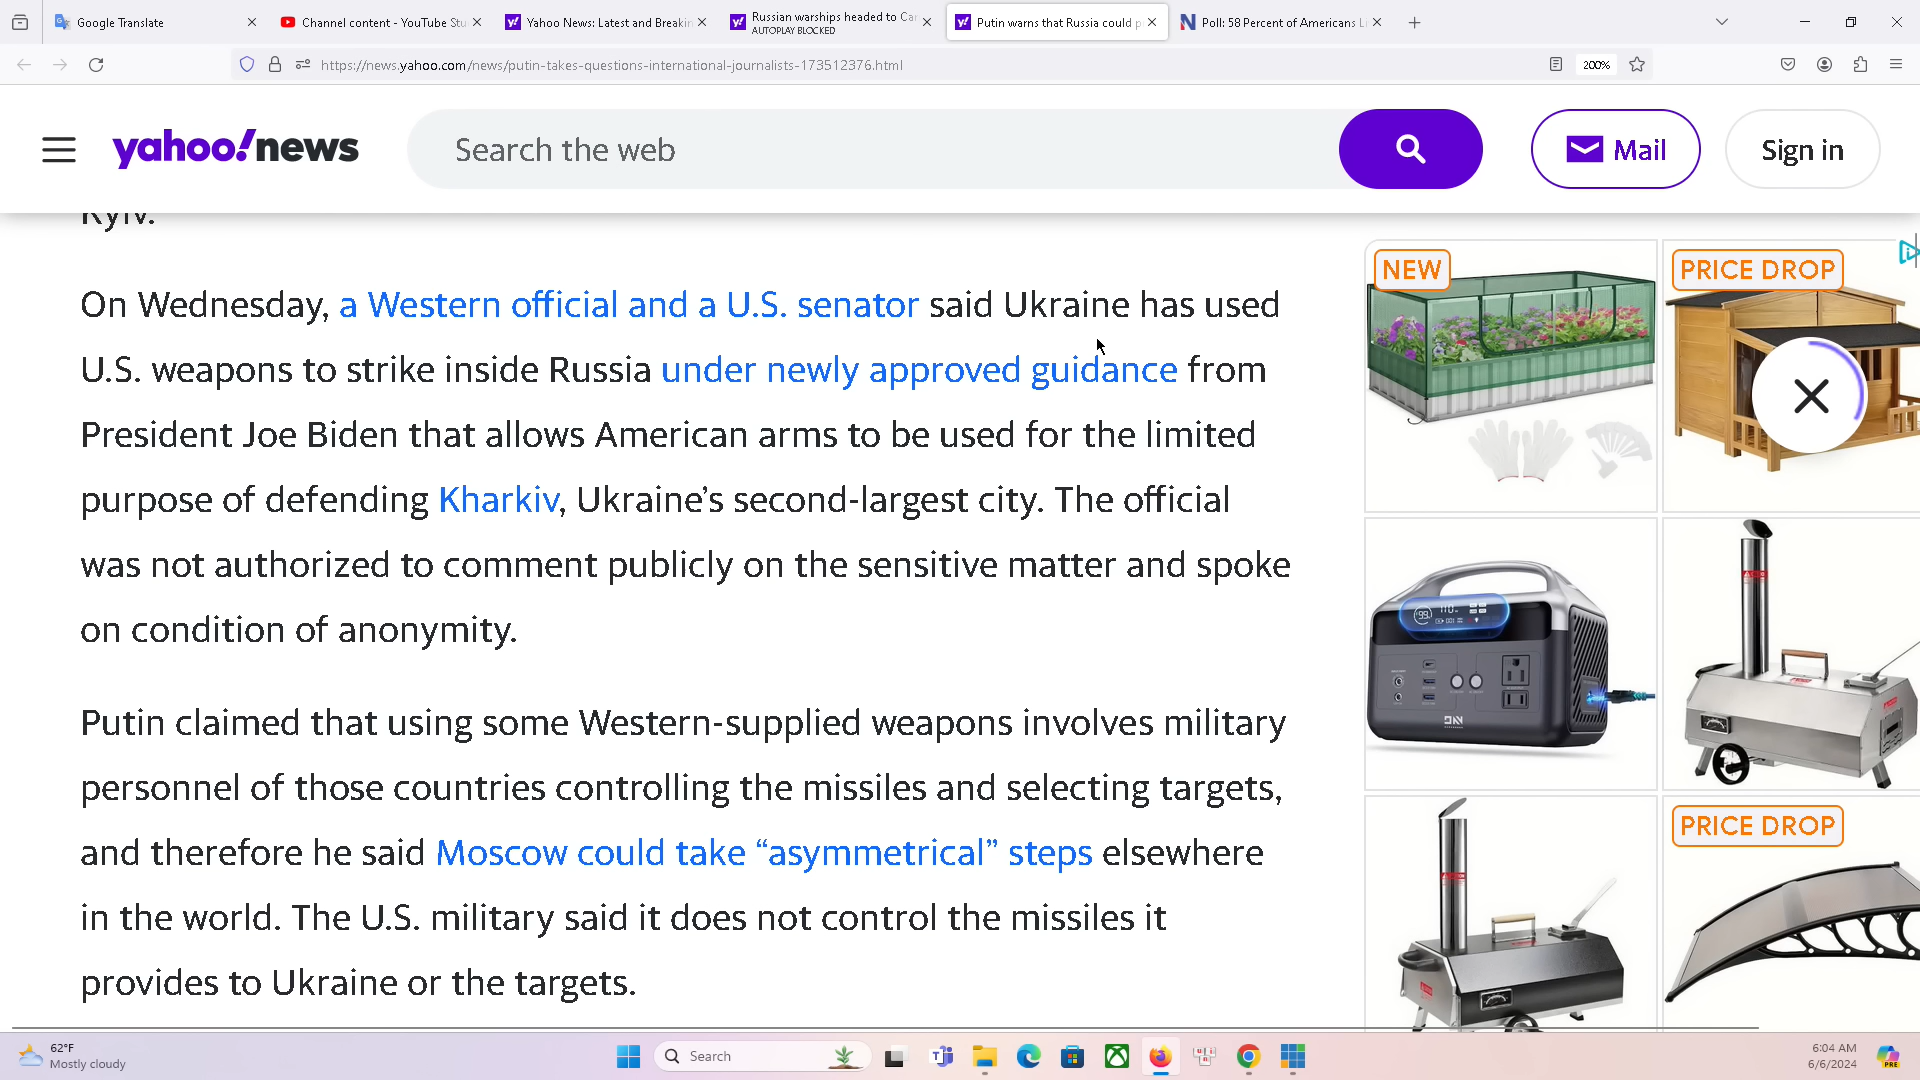 Google Translate
Channel content - YouTube Stu
Yahoo News: Latest and Breakin
Russian warships headed to Car
AUTOPLAY BLOCKED
Putin warns that Russia could p
Poll: 58 Percent of Americans Li
https://news.yahoo.com/news/putin-takes-questions-international-journalists-173512376.html
200%
yahoo!news
Search the web
Mail
Sign in
Kyiv.
On Wednesday, a Western official and a U.S. senator said Ukraine has used
U.S. weapons to strike inside Russia under newly approved guidance from
President Joe Biden that allows American arms to be used for the limited
purpose of defending Kharkiv, Ukraine’s second-largest city. The official
was not authorized to comment publicly on the sensitive matter and spoke
on condition of anonymity.
Putin claimed that using some Western-supplied weapons involves military
personnel of those countries controlling the missiles and selecting targets,
and therefore he said Moscow could take “asymmetrical” steps elsewhere
in the world. The U.S. military said it does not control the missiles it
provides to Ukraine or the targets.
NEW
PRICE DROP
PRICE DROP
62°F
Mostly cloudy
Search
6:04 AM
6/6/2024
PRE